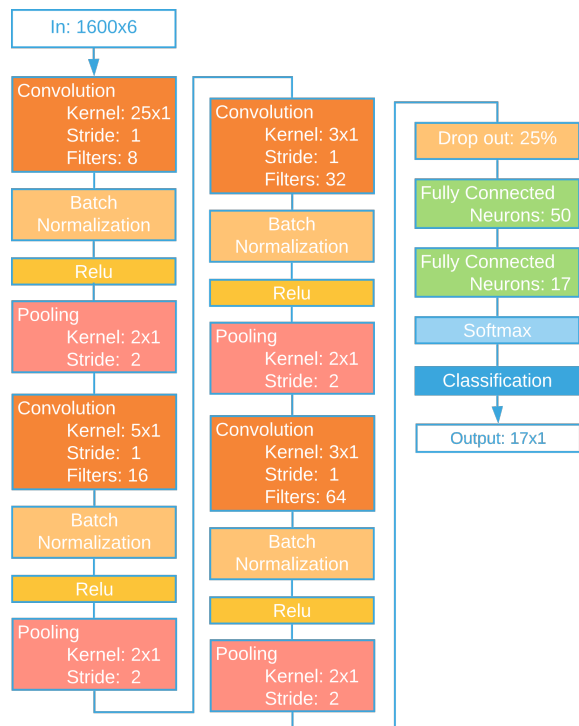 In: 1600x6
Convolution
Kernel: 25x1
Stride: 1
Filters: 8
Batch
Normalization
Relu
Pooling
Kernel: 2x1
Stride: 2
Convolution
Kernel: 5x1
Stride: 1
Filters: 16
Batch
Normalization
Relu
Pooling
Kernel: 2x1
Stride: 2
Convolution
Kernel: 3x1
Stride: 1
Filters: 32
Batch
Normalization
Relu
Pooling
Kernel: 2x1
Stride: 2
Convolution
Kernel: 3x1
Stride: 1
Filters: 64
Batch
Normalization
Relu
Pooling
Kernel: 2x1
Stride: 2
Drop out: 25%
Fully Connected
Neurons: 50
Fully Connected
Neurons: 17
Softmax
Classification
Output: 17x1